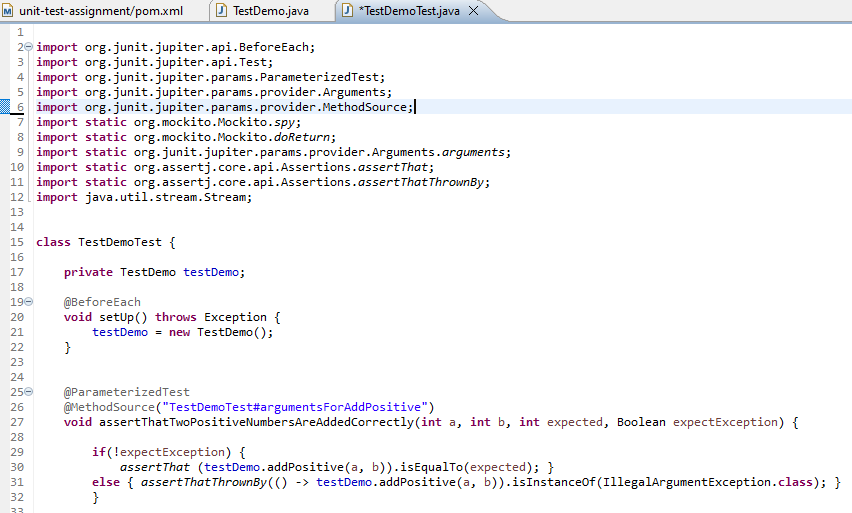 unit-test-assignment/pom.xml TestDemo.java *TestDemoTest.java
1
2 import org.junit.jupiter.api.BeforeEach;
3 import org.junit.jupiter.api.Test;
4 import org.junit.jupiter.params.ParameterizedTest;
5 import org.junit.jupiter.params.provider.Arguments;
6 import org.junit.jupiter.params.provider.MethodSource;
7 import static org.mockito.Mockito.spy;
8 import static org.mockito.Mockito.doReturn;
9 import static org.junit.jupiter.params.provider.Arguments.arguments;
10 import static org.assertj.core.api.Assertions.assertThat;
11 import static org.assertj.core.api.Assertions.assertThatThrownBy;
12 import java.util.stream.Stream;
13
14
15 class TestDemoTest {
16
17     private TestDemo testDemo;
18
19     @BeforeEach
20     void setUp() throws Exception {
21         testDemo = new TestDemo();
22     }
23
24
25     @ParameterizedTest
26     @MethodSource("TestDemoTest#argumentsForAddPositive")
27     void assertThatTwoPositiveNumbersAreAddedCorrectly(int a, int b, int expected, Boolean expectException) {
28
29         if(!expectException) {
30             assertThat (testDemo.addPositive(a, b)).isEqualTo(expected); }
31         else { assertThatThrownBy(() -> testDemo.addPositive(a, b)).isInstanceOf(IllegalArgumentException.class); }
32         }
33